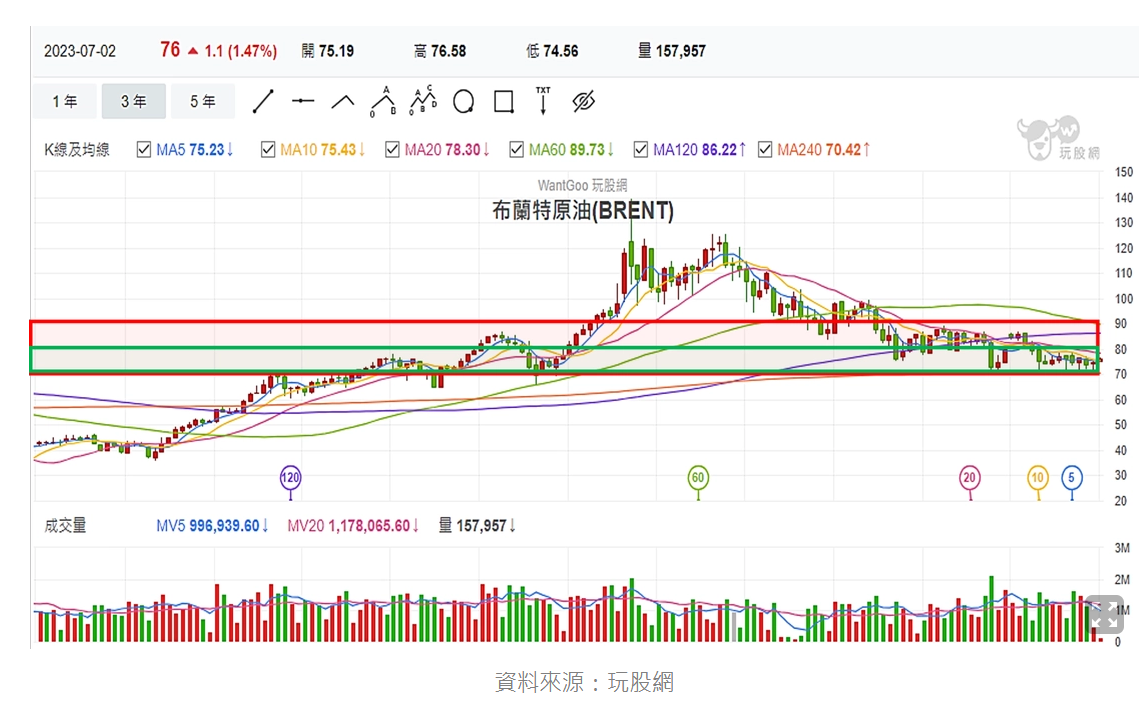 2023-07-02 76 ▲ 1.1 (1.47%) 開 75.19 高 76.58 低 74.56 量 157,957
1 年 3 年 5 年 A 0 B A C 0 B D TXT
K線及均線 MA5 75.23↓ MA10 75.43↓ MA20 78.30↓ MA60 89.73↓ MA120 86.22↑ MA240 70.42↑
W 玩股網
WantGoo 玩股網
布蘭特原油(BRENT)
150
140
130
120
110
100
90
80
70
60
50
40
30
20
120 60 20 10 5
成交量 MV5 996,939.60↓ MV20 1,178,065.60↓ 量 157,957↓
3M
2M
1M
0
資料來源：玩股網